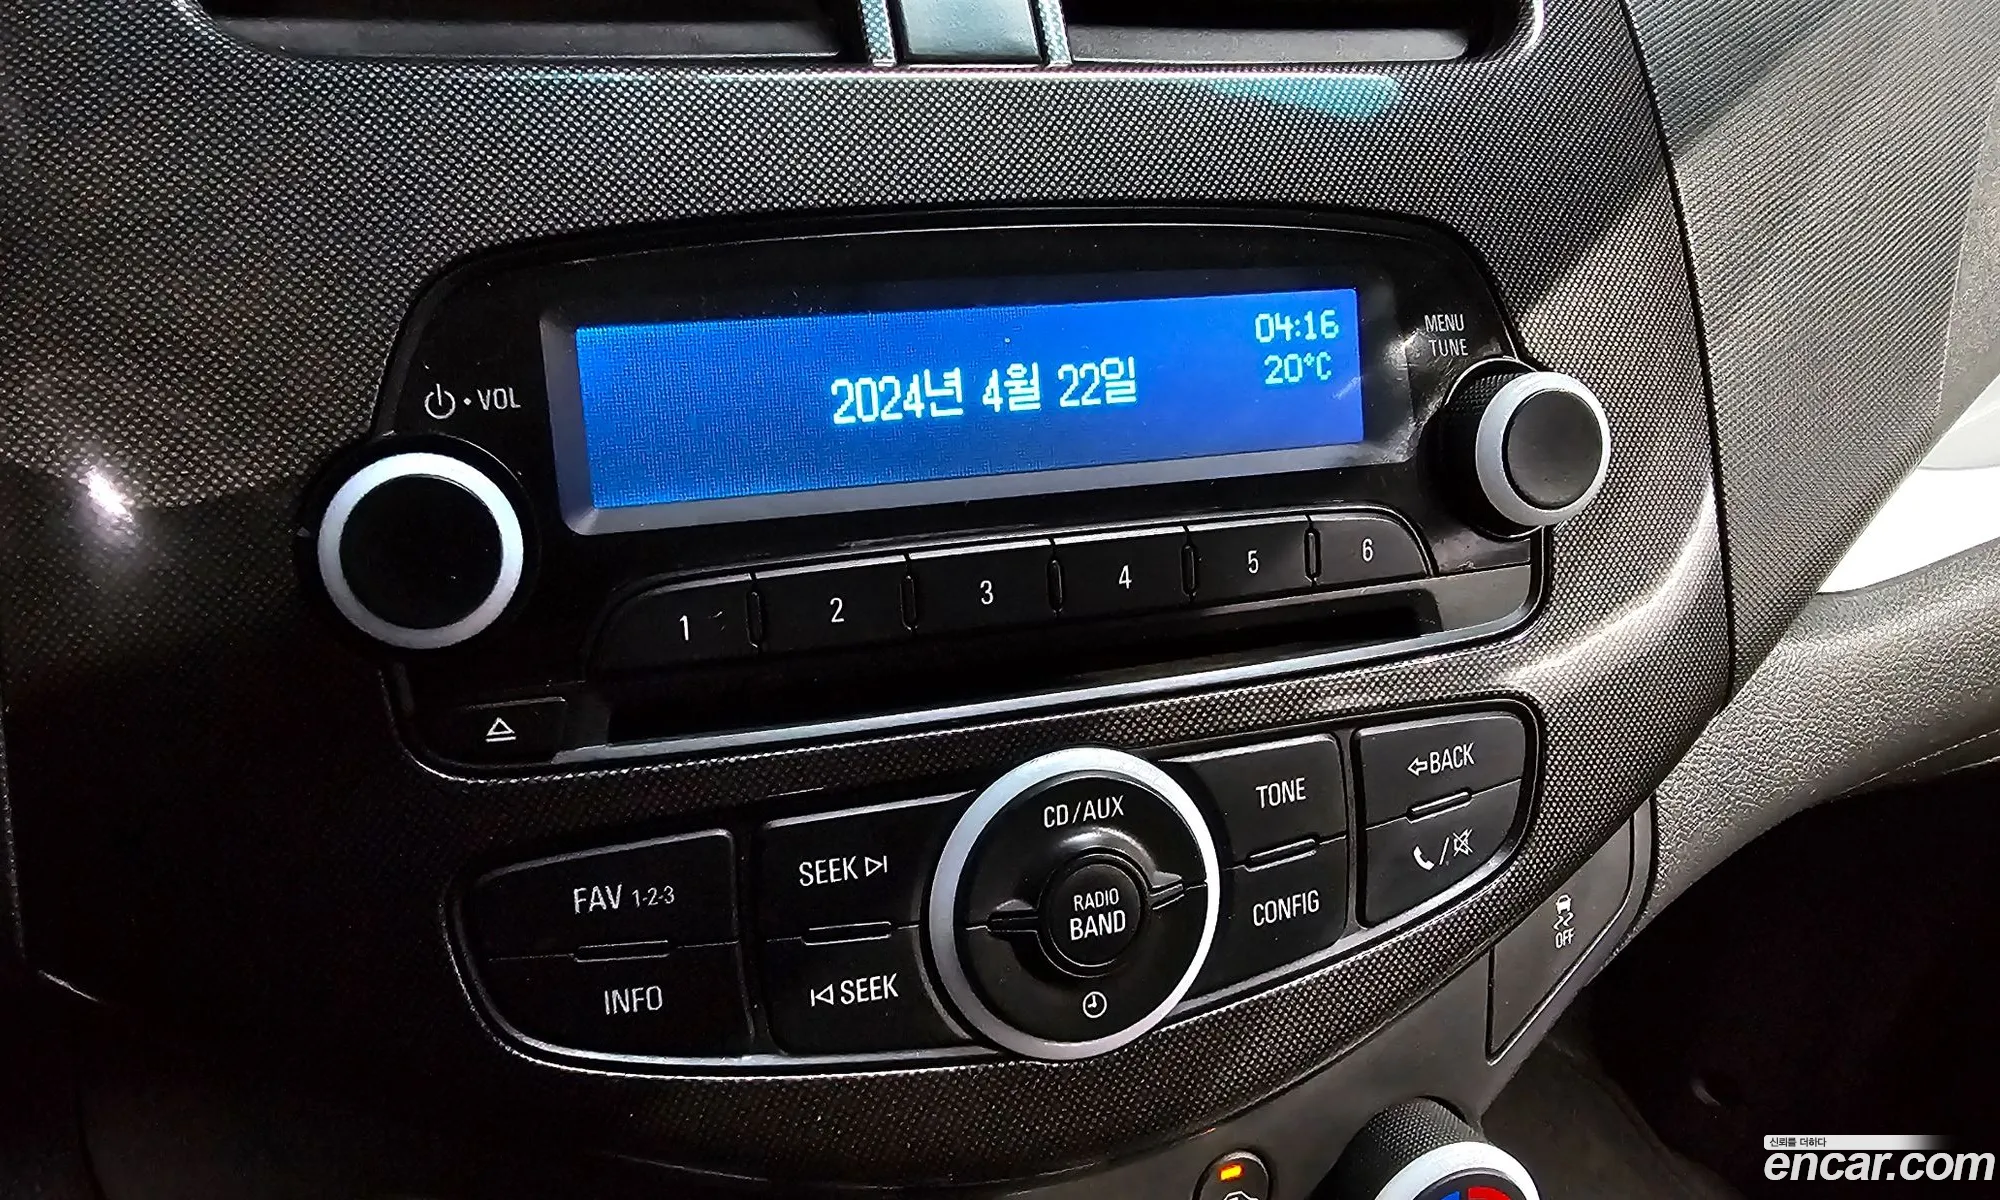 04:16
20°C
2024년 4월 22일
MENU
TUNE
VOL
1
2
3
4
5
6
CD/AUX
TONE
BACK
SEEK
RADIO
BAND
FAV 1-2-3
CONFIG
INFO
SEEK
OFF
신뢰를 더하다
encar.com